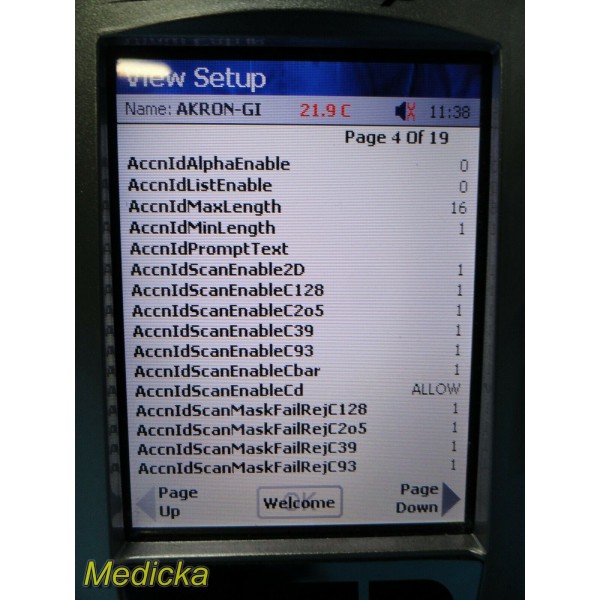 View Setup
Name: AKRON-GI 21.9 C 11:38
Page 4 Of 19
AccnIdAlphaEnable 0
AccnIdListEnable 0
AccnIdMaxLength 16
AccnIdMinLength 1
AccnIdPromptText
AccnIdScanEnable2D 1
AccnIdScanEnableC128 1
AccnIdScanEnableC2o5 1
AccnIdScanEnableC39 1
AccnIdScanEnableC93 1
AccnIdScanEnableCbar 1
AccnIdScanEnableCd ALLOW
AccnIdScanMaskFailRejC128 1
AccnIdScanMaskFailRejC2o5 1
AccnIdScanMaskFailRejC39 1
AccnIdScanMaskFailRejC93 1
Page Up Welcome OK Page Down
Medicka